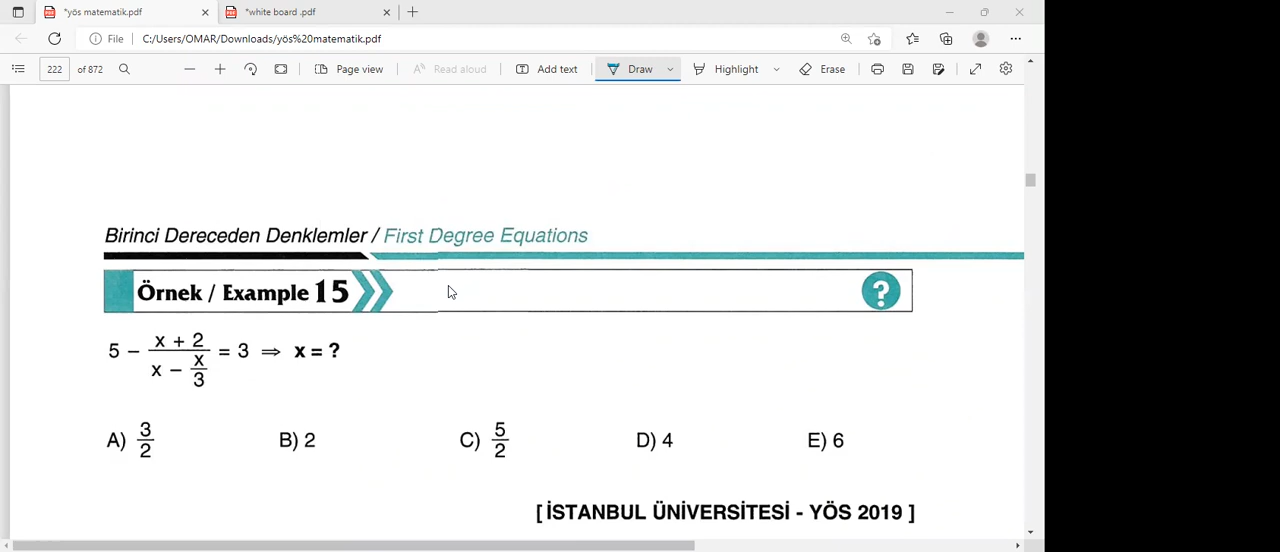 *yös matematik.pdf
*white board .pdf
File C:/Users/OMAR/Downloads/yös%20matematik.pdf
222 of 872 Page view Read aloud Add text Draw Highlight Erase
Birinci Dereceden Denklemler / First Degree Equations
Örnek / Example 15 ?
5 − (x + 2)/(x − x/3) = 3 ⇒ x = ?
A) 3/2 B) 2 C) 5/2 D) 4 E) 6
[ İSTANBUL ÜNİVERSİTESİ - YÖS 2019 ]